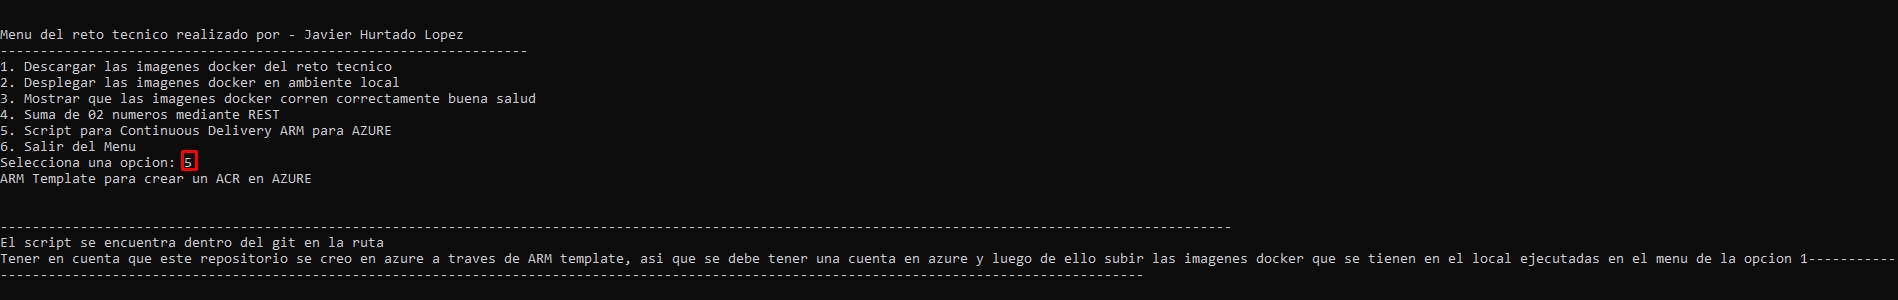 Menu del reto tecnico realizado por - Javier Hurtado Lopez
------------------------------------------------------------------
1. Descargar las imagenes docker del reto tecnico
2. Desplegar las imagenes docker en ambiente local
3. Mostrar que las imagenes docker corren correctamente buena salud
4. Suma de 02 numeros mediante REST
5. Script para Continuous Delivery ARM para AZURE
6. Salir del Menu
Selecciona una opcion: 5
ARM Template para crear un ACR en AZURE
----------------------------------------------------------------------------------------------------------------------------------------------------------
El script se encuentra dentro del git en la ruta
Tener en cuenta que este repositorio se creo en azure a traves de ARM template, asi que se debe tener una cuenta en azure y luego de ello subir las imagenes docker que se tienen en el local ejecutadas en el menu de la opcion 1-----------
-----------------------------------------------------------------------------------------------------------------------------------------------